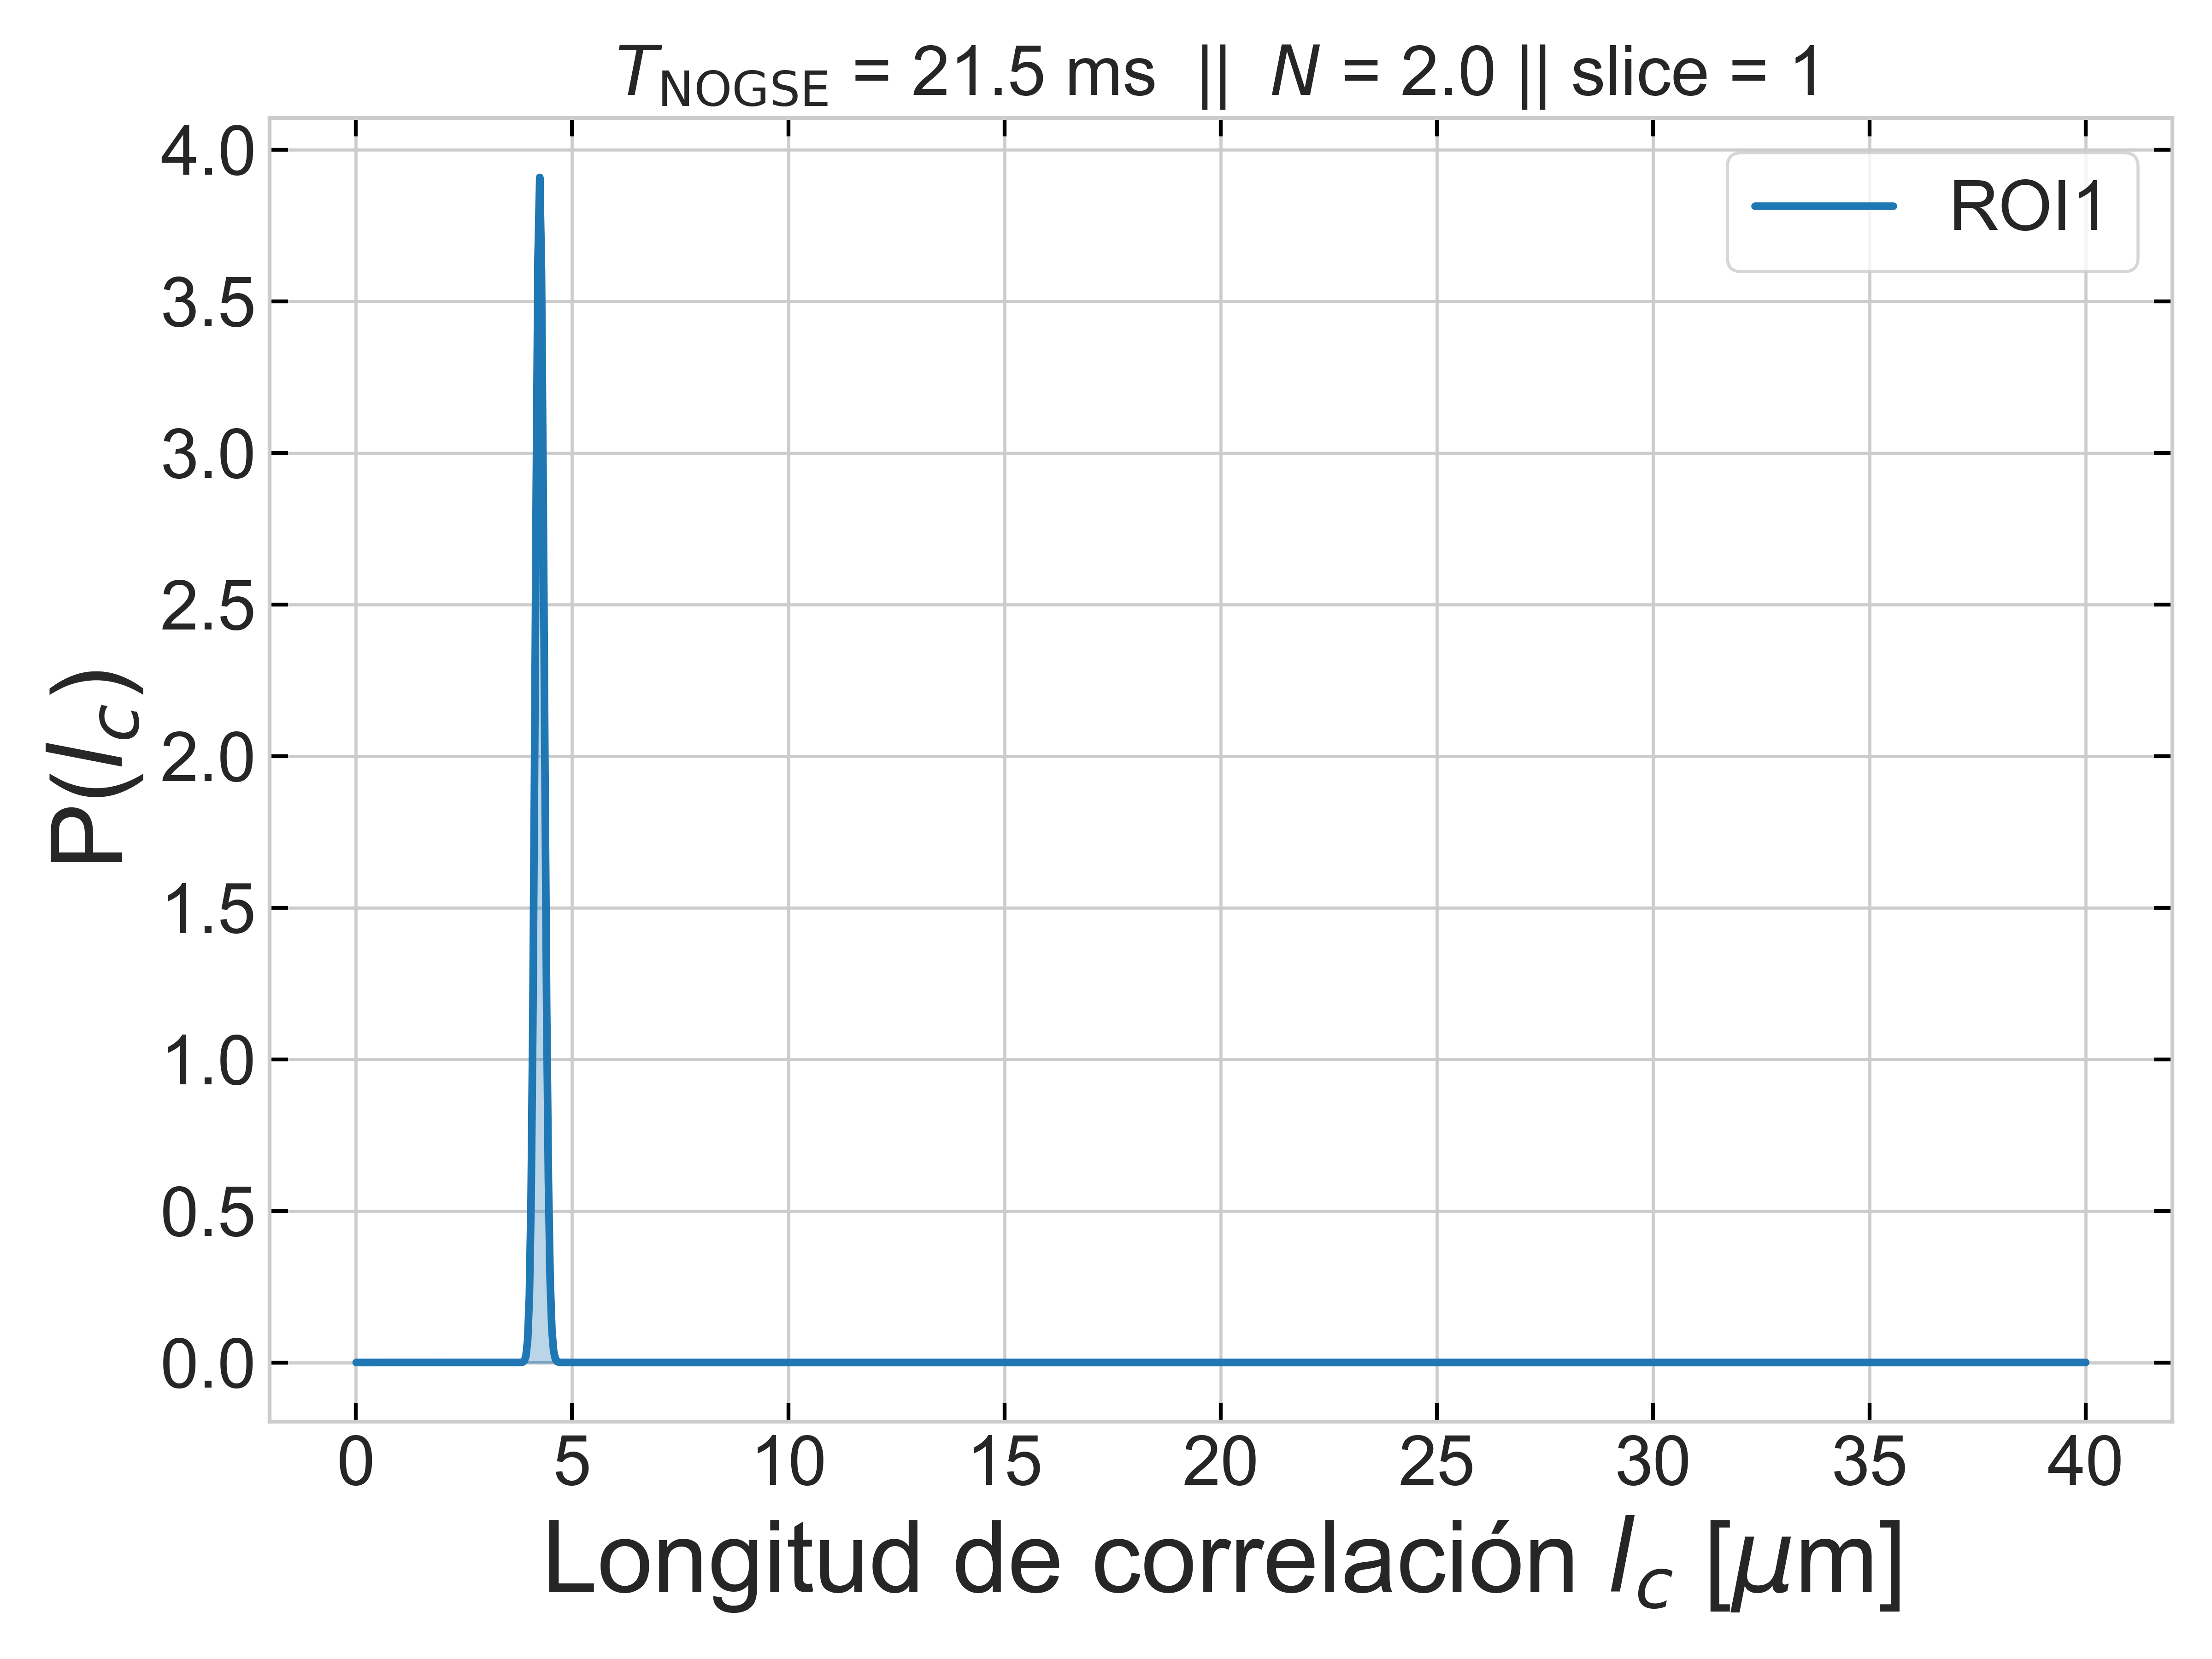 T_NOGSE = 21.5 ms || N = 2.0 || slice = 1
ROI1
P(l_c)
4.0
3.5
3.0
2.5
2.0
1.5
1.0
0.5
0.0
0 5 10 15 20 25 30 35 40
Longitud de correlación l_c [μm]